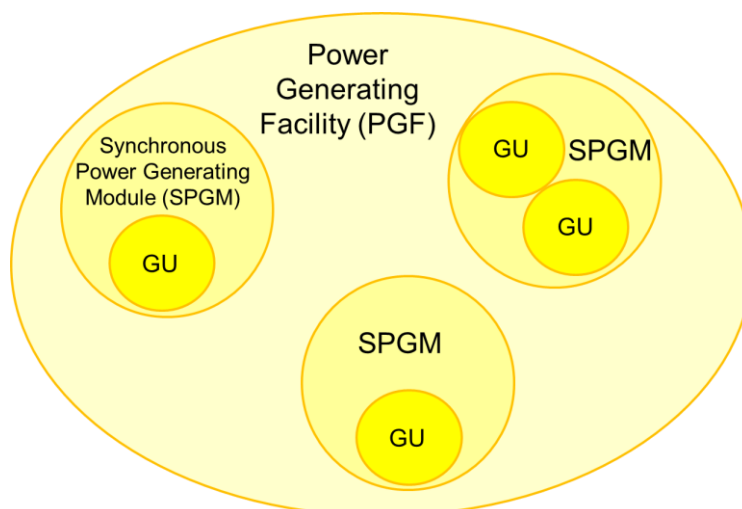 Power
Generating
Facility (PGF)
Synchronous
Power Generating
Module (SPGM)
GU
GU
SPGM
GU
SPGM
GU